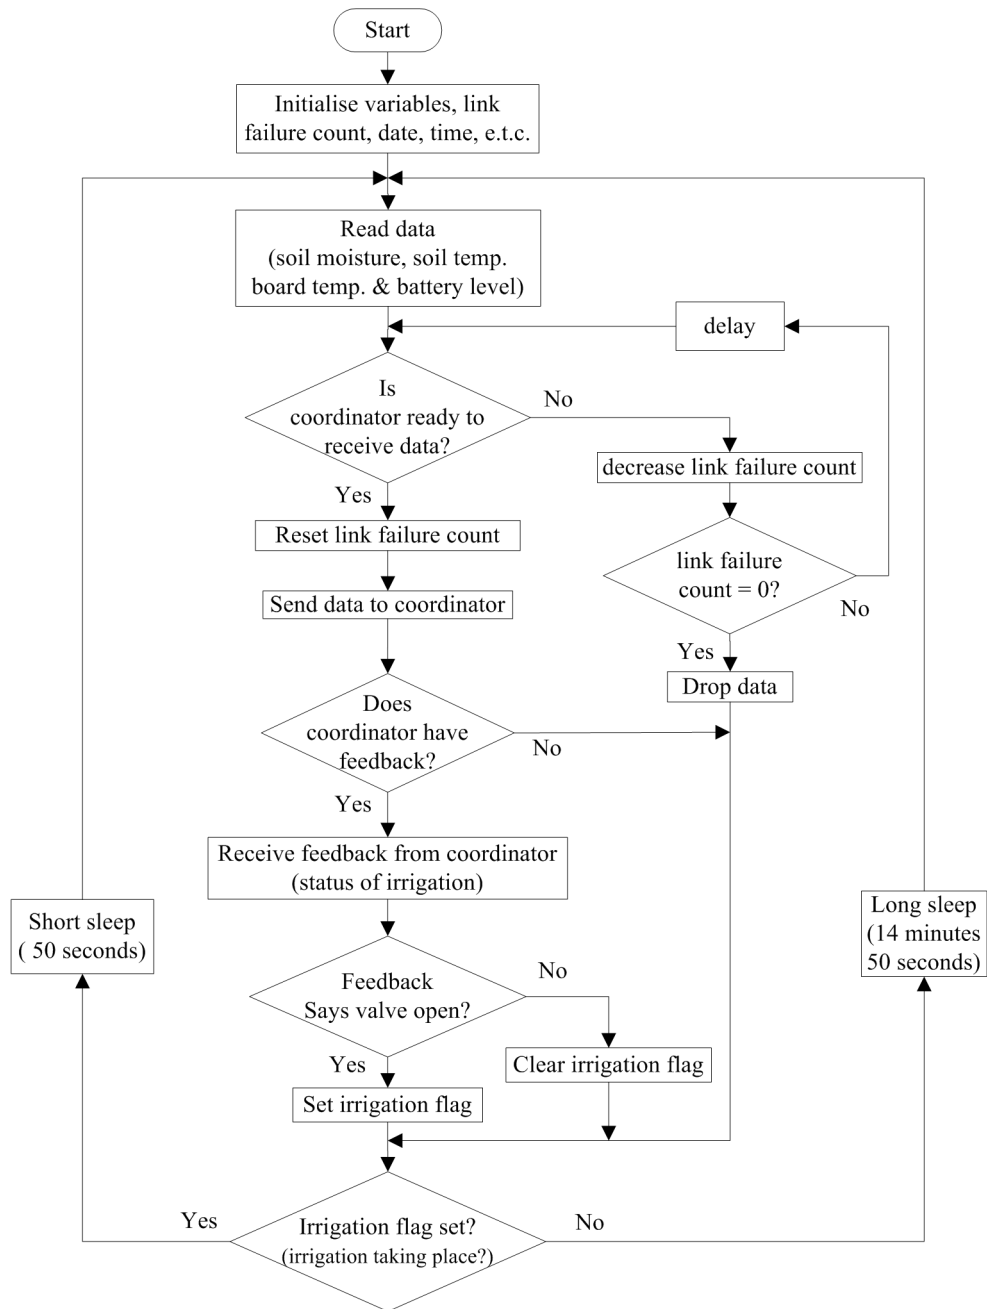 Start
Initialise variables, link
failure count, date, time, e.t.c.
Read data
(soil moisture, soil temp.
board temp. & battery level)
delay
Is
coordinator ready to
receive data?
No
decrease link failure count
Yes
Reset link failure count
link failure
count = 0?
No
Send data to coordinator
Yes
Drop data
Does
coordinator have
feedback?
No
Yes
Receive feedback from coordinator
(status of irrigation)
Short sleep
( 50 seconds)
Long sleep
(14 minutes
50 seconds)
Feedback
Says valve open?
No
Yes
Clear irrigation flag
Set irrigation flag
Yes
Irrigation flag set?
(irrigation taking place?)
No